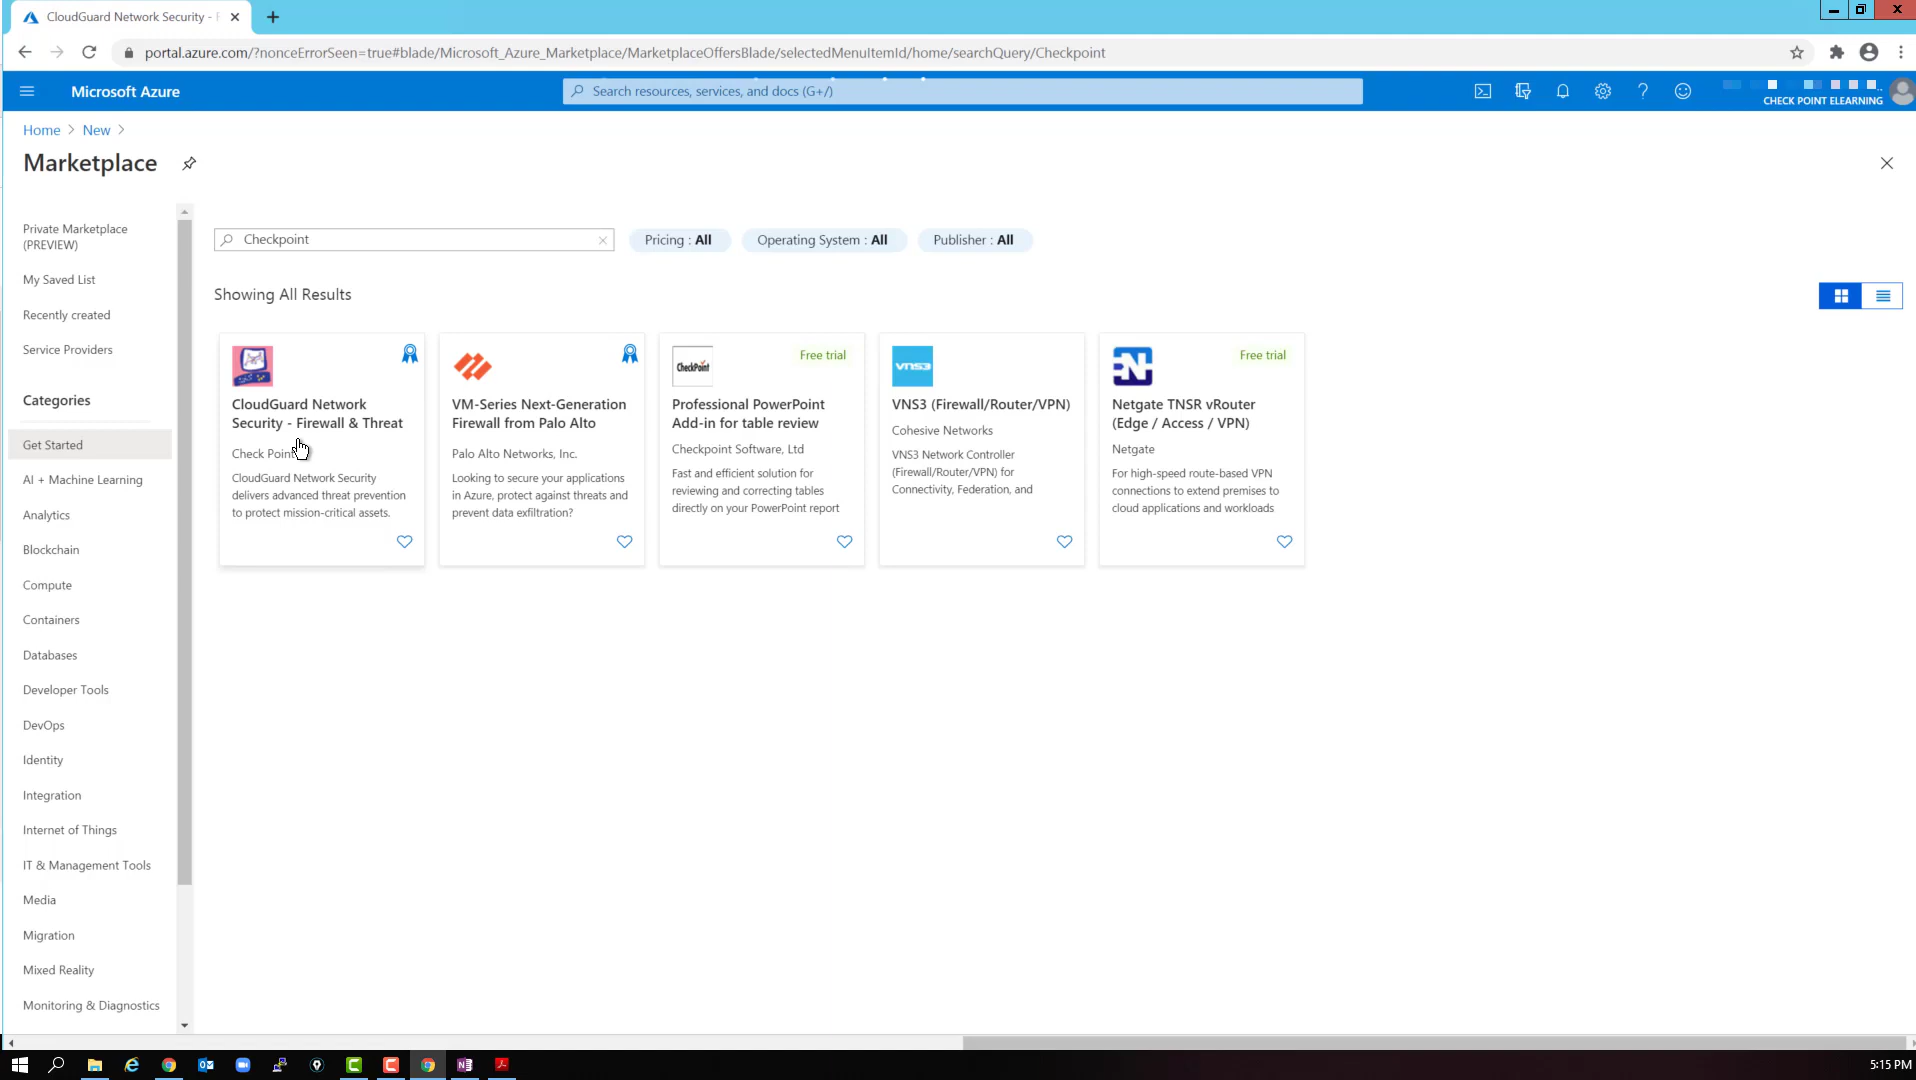 CloudGuard Network Security -
portal.azure.com/?nonceErrorSeen=true#blade/Microsoft_Azure_Marketplace/MarketplaceOffersBlade/selectedMenuItemId/home/searchQuery/Checkpoint
Microsoft Azure
Search resources, services, and docs (G+/)
CHECK POINT ELEARNING
Home > New >
Marketplace
Private Marketplace
(PREVIEW)
My Saved List
Recently created
Service Providers
Categories
Get Started
AI + Machine Learning
Analytics
Blockchain
Compute
Containers
Databases
Developer Tools
DevOps
Identity
Integration
Internet of Things
IT & Management Tools
Media
Migration
Mixed Reality
Monitoring & Diagnostics
Checkpoint
Pricing : All
Operating System : All
Publisher : All
Showing All Results
CloudGuard Network
Security - Firewall & Threat
Check Point
CloudGuard Network Security
delivers advanced threat prevention
to protect mission-critical assets.
VM-Series Next-Generation
Firewall from Palo Alto
Palo Alto Networks, Inc.
Looking to secure your applications
in Azure, protect against threats and
prevent data exfiltration?
CheckPoint
Free trial
Professional PowerPoint
Add-in for table review
Checkpoint Software, Ltd
Fast and efficient solution for
reviewing and correcting tables
directly on your PowerPoint report
VNS3
VNS3 (Firewall/Router/VPN)
Cohesive Networks
VNS3 Network Controller
(Firewall/Router/VPN) for
Connectivity, Federation, and
Free trial
Netgate TNSR vRouter
(Edge / Access / VPN)
Netgate
For high-speed route-based VPN
connections to extend premises to
cloud applications and workloads
5:15 PM